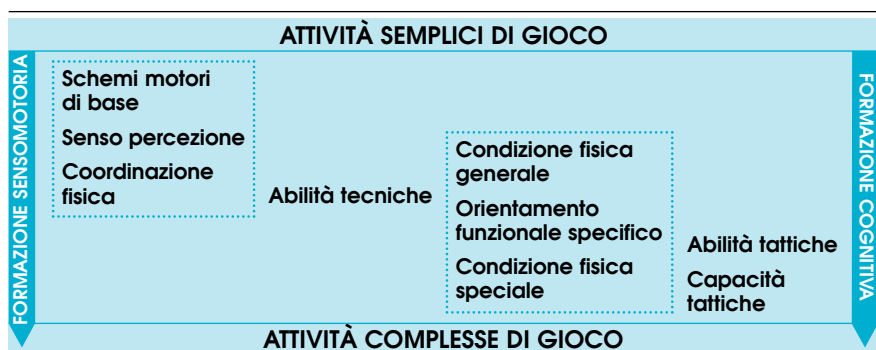 ATTIVITÀ SEMPLICI DI GIOCO
FORMAZIONE SENSOMOTORIA
Schemi motori
di base
Senso percezione
Coordinazione
fisica
Abilità tecniche
Condizione fisica
generale
Orientamento
funzionale specifico
Condizione fisica
speciale
Abilità tattiche
Capacità
tattiche
FORMAZIONE COGNITIVA
ATTIVITÀ COMPLESSE DI GIOCO